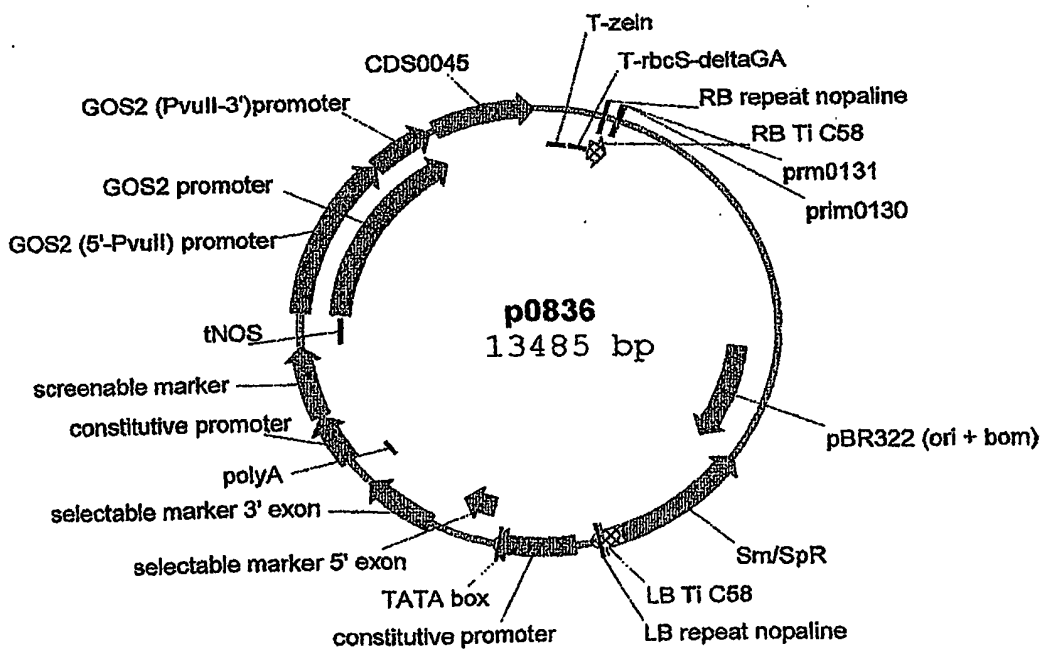 T-zein
CDS0045
T-rbcS-deltaGA
GOS2 (PvuII-3')promoter
RB repeat nopaline
RB Ti C58
GOS2 promoter
prm0131
prim0130
GOS2 (5'-PvuII) promoter
p0836
13485 bp
tNOS
screenable marker
constitutive promoter
pBR322 (ori + bom)
polyA
selectable marker 3' exon
Sm/SpR
selectable marker 5' exon
LB Ti C58
TATA box
LB repeat nopaline
constitutive promoter